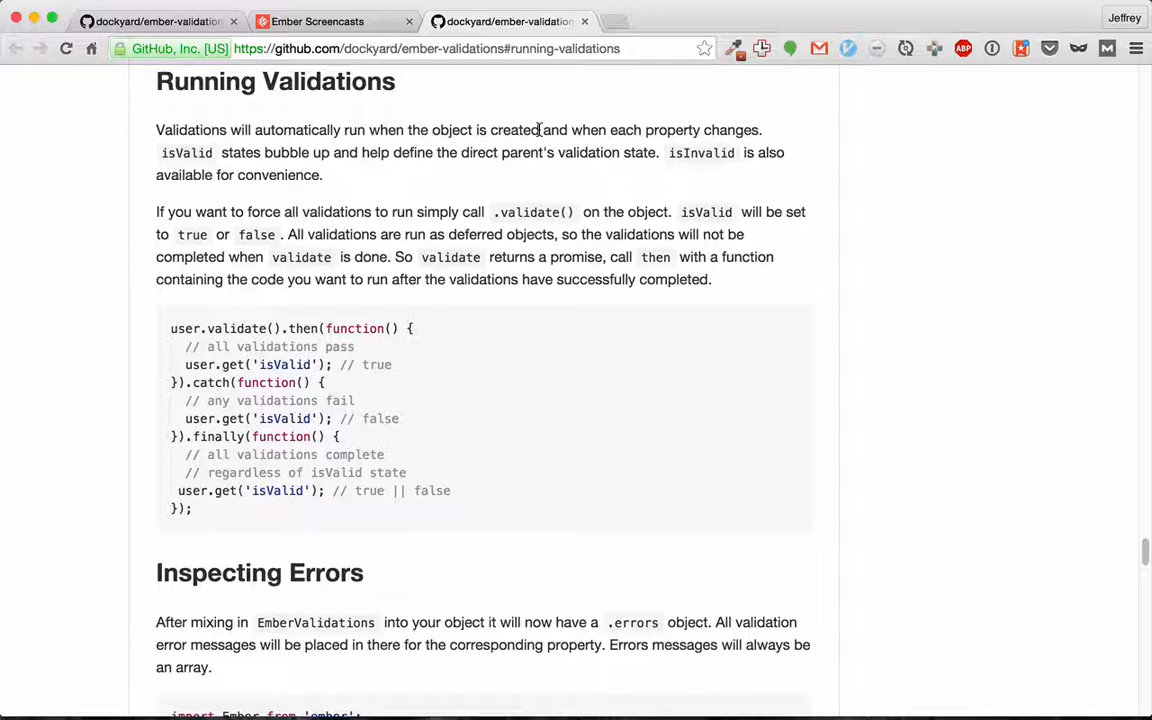 dockyard/ember-validation
Ember Screencasts
dockyard/ember-validation
Jeffrey
GitHub, Inc. [US]
https://github.com/dockyard/ember-validations#running-validations
ABP
M
Running Validations
Validations will automatically run when the object is created and when each property changes.
isValid states bubble up and help define the direct parent's validation state. isInvalid is also
available for convenience.
If you want to force all validations to run simply call .validate() on the object. isValid will be set
to true or false . All validations are run as deferred objects, so the validations will not be
completed when validate is done. So validate returns a promise, call then with a function
containing the code you want to run after the validations have successfully completed.
user.validate().then(function() {
// all validations pass
user.get('isValid'); // true
}).catch(function() {
// any validations fail
user.get('isValid'); // false
}).finally(function() {
// all validations complete
// regardless of isValid state
user.get('isValid'); // true || false
});
Inspecting Errors
After mixing in EmberValidations into your object it will now have a .errors object. All validation
error messages will be placed in there for the corresponding property. Errors messages will always be
an array.
import Ember from 'ember';